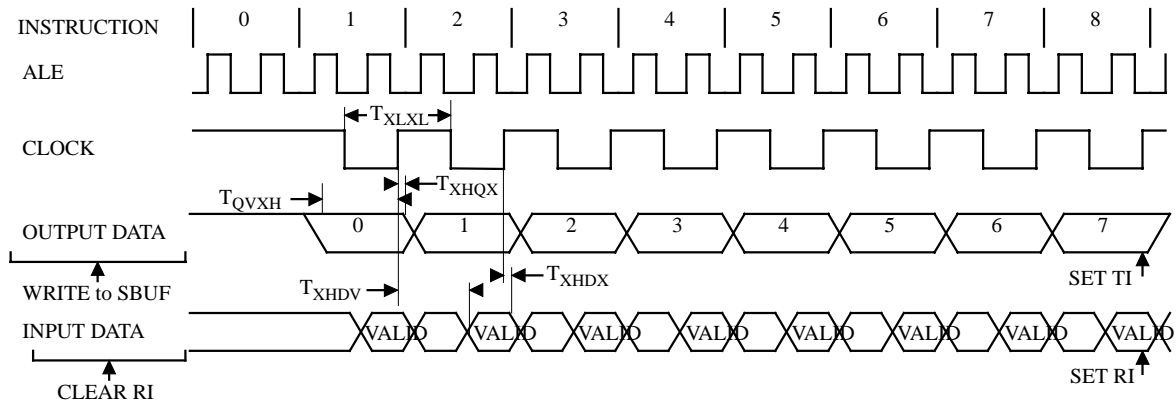 INSTRUCTION 0 1 2 3 4 5 6 7 8
ALE
TXLXL
CLOCK
TXHQX
TQVXH
OUTPUT DATA 0 1 2 3 4 5 6 7
TXHDV TXHDX SET TI
WRITE to SBUF
INPUT DATA VALID VALID VALID VALID VALID VALID VALID VALID
SET RI
CLEAR RI